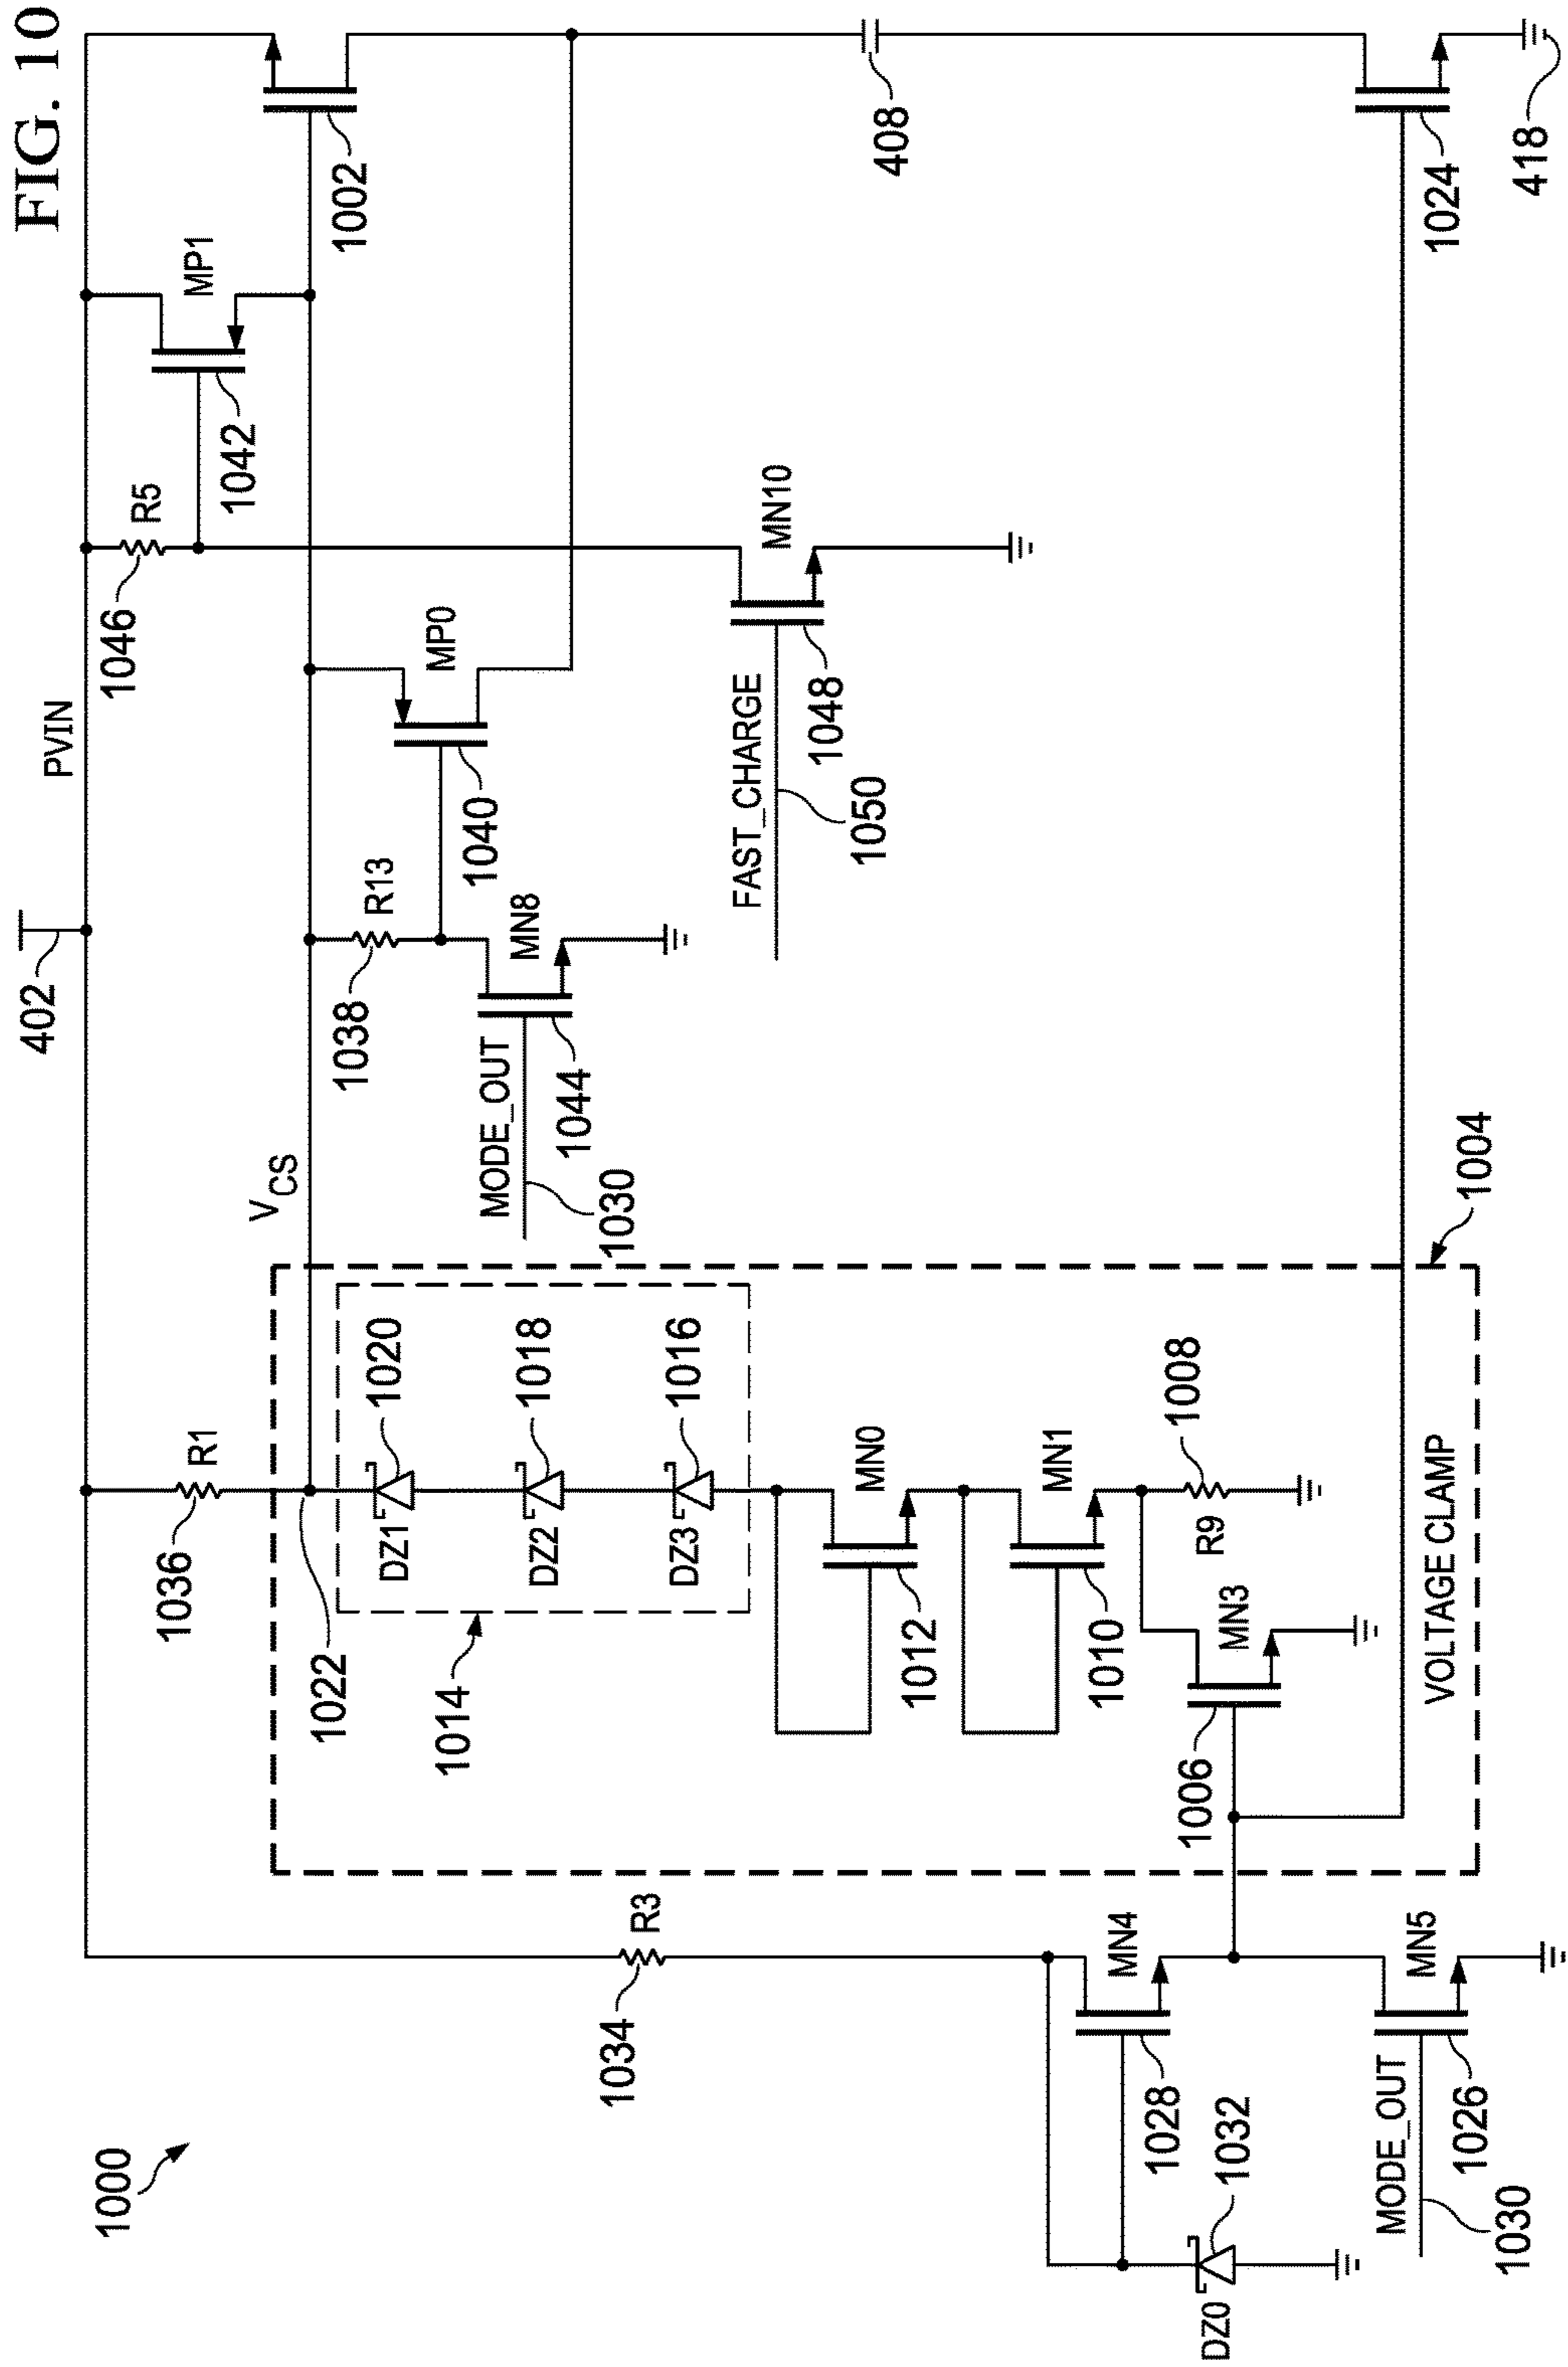 FIG. 10
1000
402
PVIN
R1
1036
R5
1046
MP1
1042
1002
V_CS
1022
R13
1038
MP0
1040
MODE_OUT
1030
MN8
1044
FAST_CHARGE
1050
MN10
1048
408
R3
1034
1014
DZ1
1020
DZ2
1018
DZ3
1016
MN0
1012
MN1
1010
R9
1008
MN3
1006
VOLTAGE CLAMP
1004
MN4
1028
DZ0
1032
MODE_OUT
1030
MN5
1026
1024
418